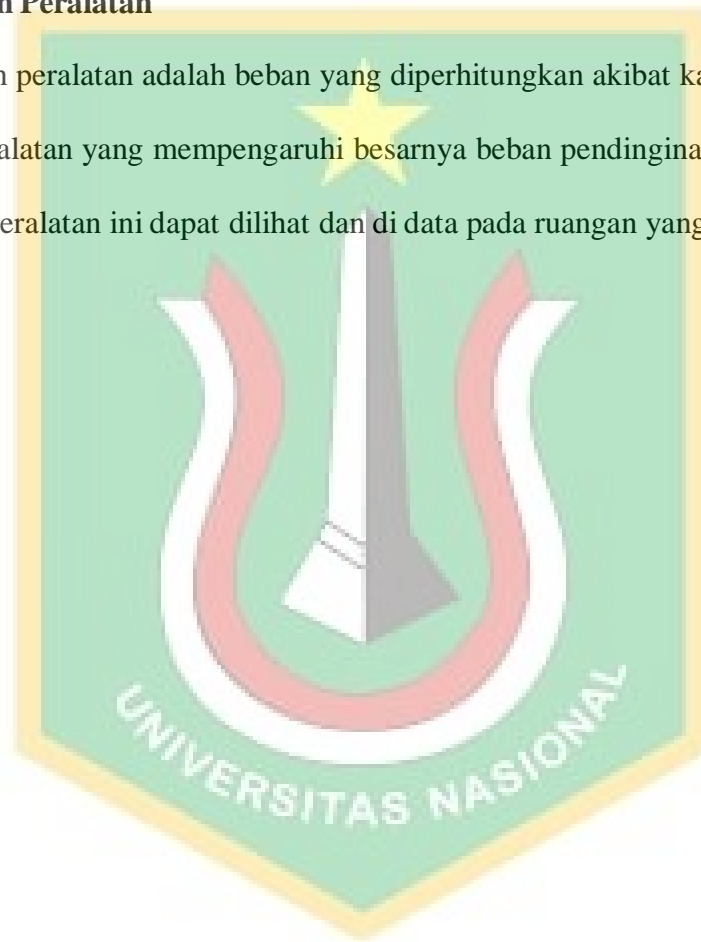 n Peralatan
n peralatan adalah beban yang diperhitungkan akibat ka
alatan yang mempengaruhi besarnya beban pendingina
eralatan ini dapat dilihat dan di data pada ruangan yang
UNIVERSITAS NASIONAL